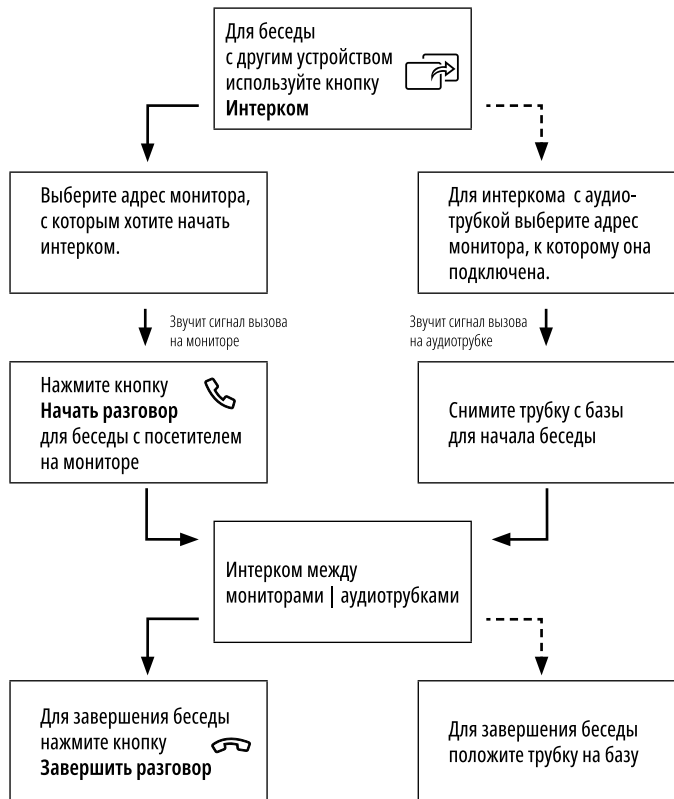 Для беседы
с другим устройством
используйте кнопку
Интерком
Выберите адрес монитора,
с которым хотите начать
интерком.
Для интеркома с аудио-
трубкой выберите адрес
монитора, к которому она
подключена.
Звучит сигнал вызова
на мониторе
Звучит сигнал вызова
на аудиотрубке
Нажмите кнопку
Начать разговор
для беседы с посетителем
на мониторе
Снимите трубку с базы
для начала беседы
Интерком между
мониторами | аудиотрубками
Для завершения беседы
нажмите кнопку
Завершить разговор
Для завершения беседы
положите трубку на базу